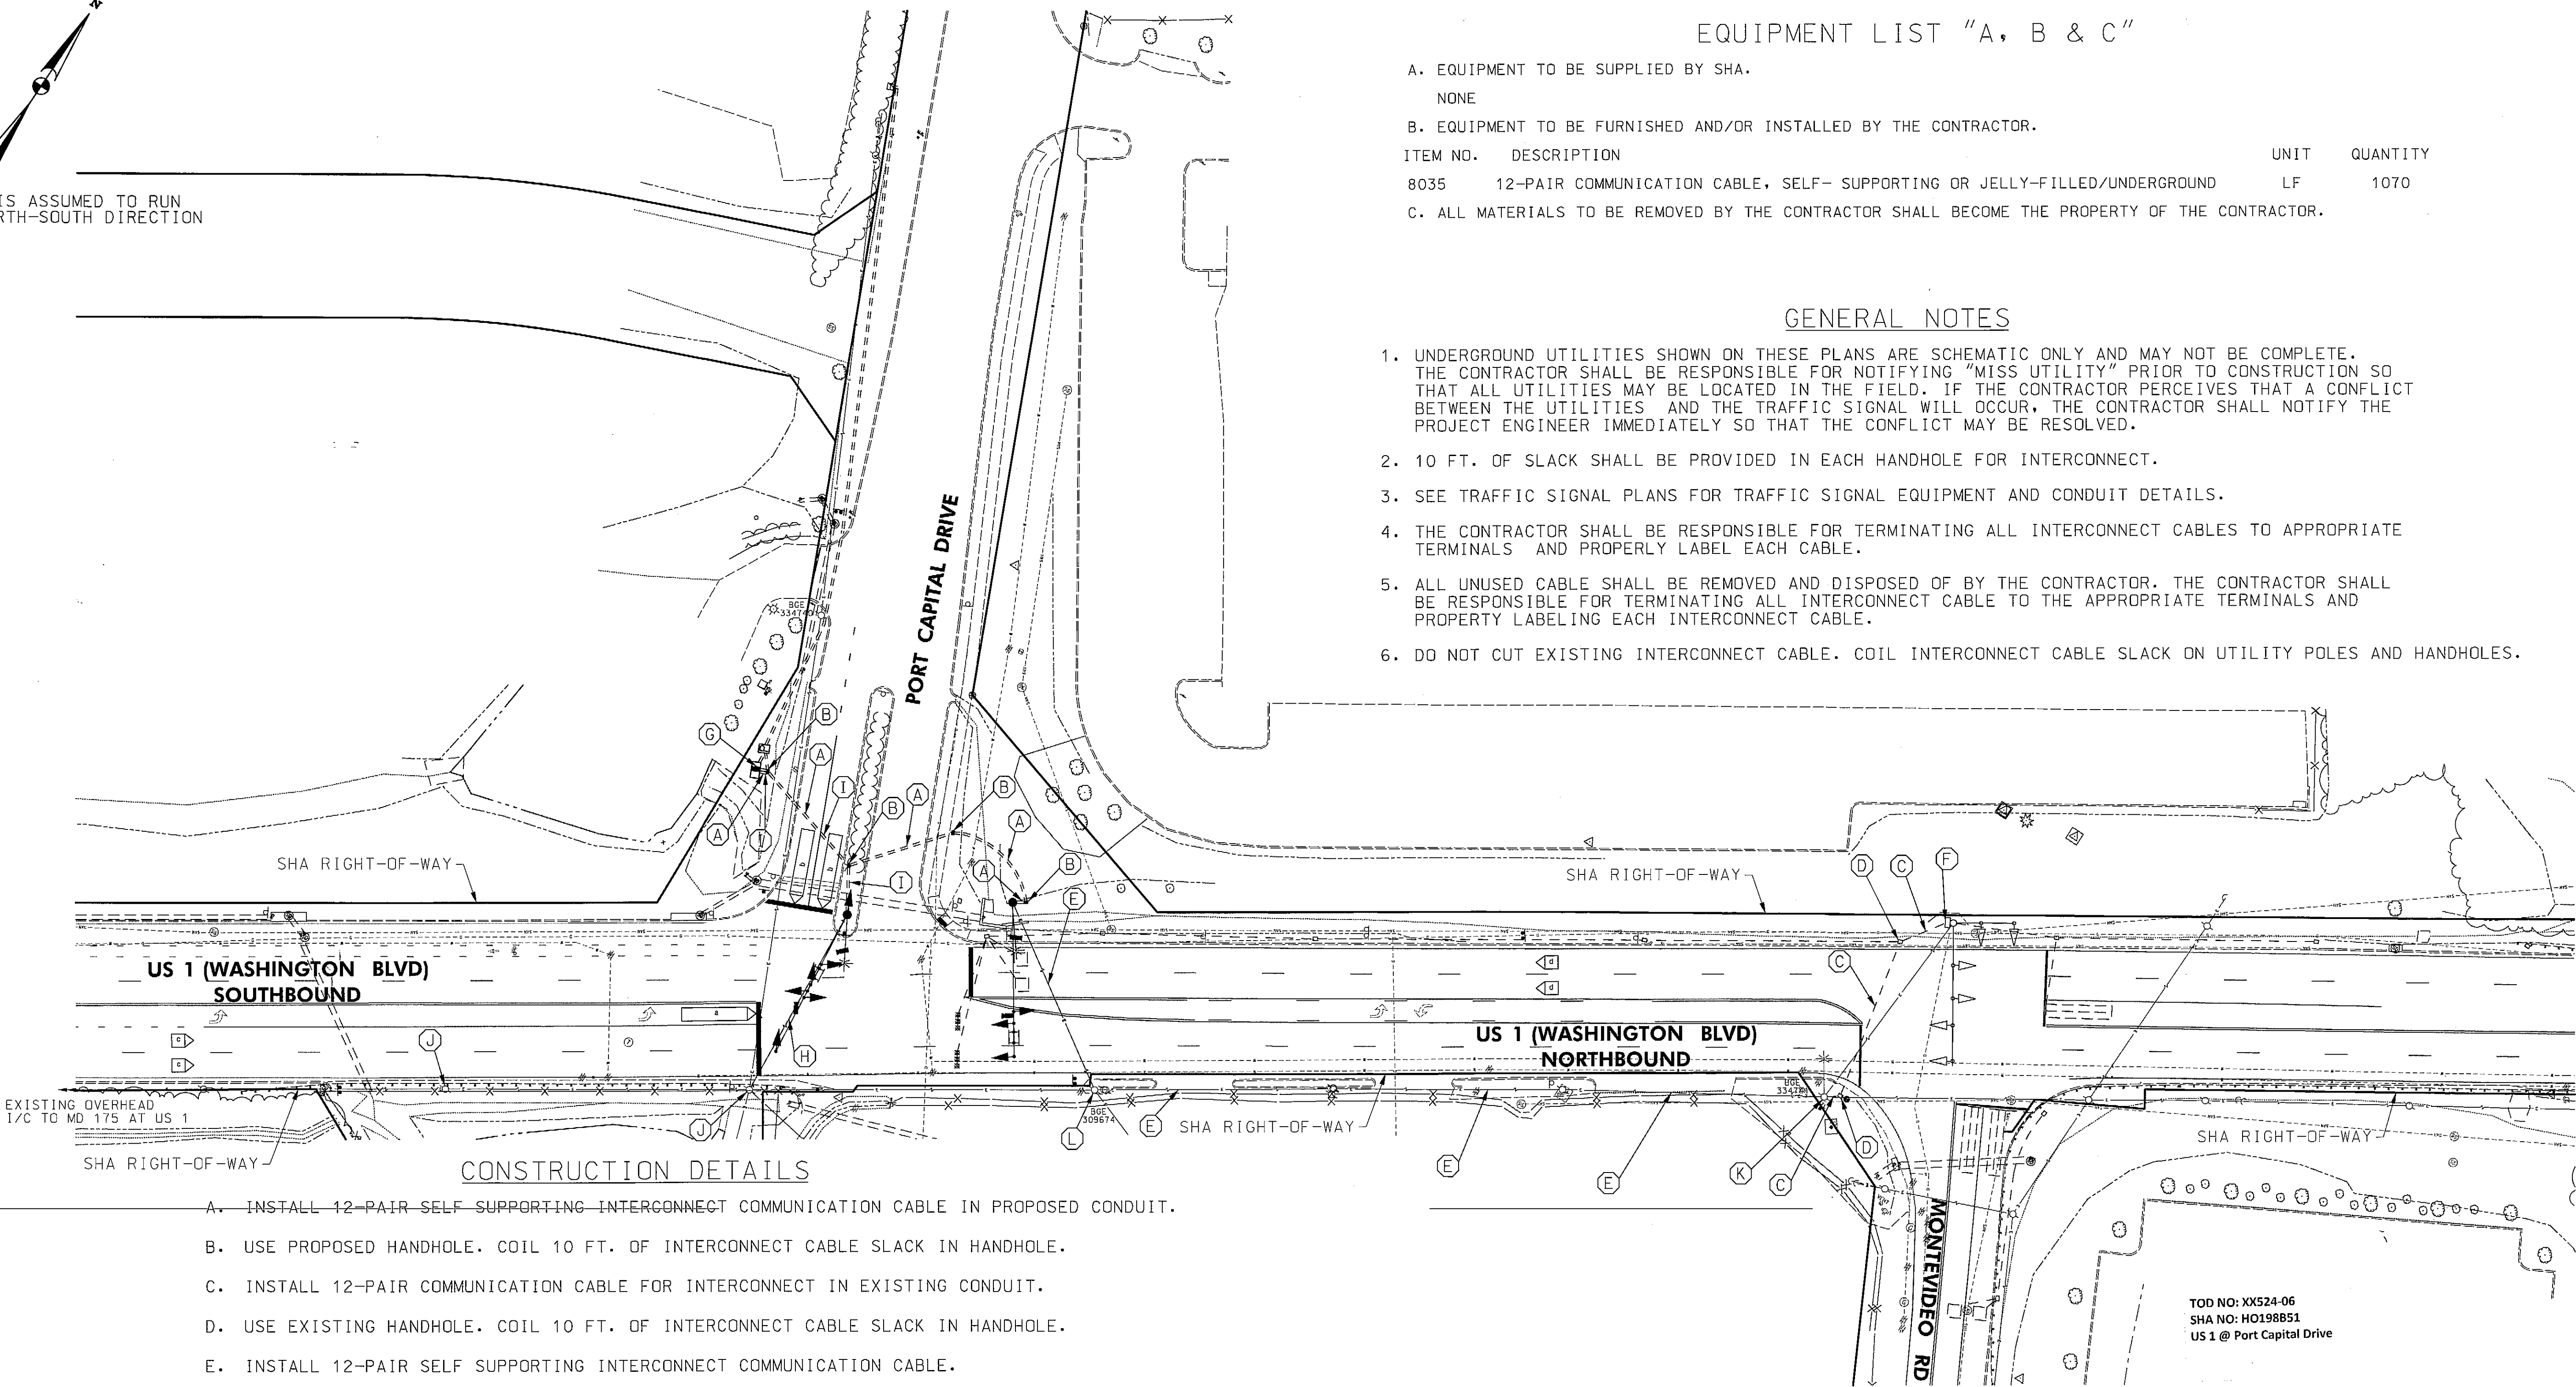 N
IS ASSUMED TO RUN
RTH-SOUTH DIRECTION
EQUIPMENT LIST "A, B & C"
A. EQUIPMENT TO BE SUPPLIED BY SHA.
NONE
B. EQUIPMENT TO BE FURNISHED AND/OR INSTALLED BY THE CONTRACTOR.
ITEM NO. DESCRIPTION UNIT QUANTITY
8035 12-PAIR COMMUNICATION CABLE, SELF- SUPPORTING OR JELLY-FILLED/UNDERGROUND LF 1070
C. ALL MATERIALS TO BE REMOVED BY THE CONTRACTOR SHALL BECOME THE PROPERTY OF THE CONTRACTOR.
GENERAL NOTES
1. UNDERGROUND UTILITIES SHOWN ON THESE PLANS ARE SCHEMATIC ONLY AND MAY NOT BE COMPLETE.
THE CONTRACTOR SHALL BE RESPONSIBLE FOR NOTIFYING "MISS UTILITY" PRIOR TO CONSTRUCTION SO
THAT ALL UTILITIES MAY BE LOCATED IN THE FIELD. IF THE CONTRACTOR PERCEIVES THAT A CONFLICT
BETWEEN THE UTILITIES AND THE TRAFFIC SIGNAL WILL OCCUR, THE CONTRACTOR SHALL NOTIFY THE
PROJECT ENGINEER IMMEDIATELY SO THAT THE CONFLICT MAY BE RESOLVED.
2. 10 FT. OF SLACK SHALL BE PROVIDED IN EACH HANDHOLE FOR INTERCONNECT.
3. SEE TRAFFIC SIGNAL PLANS FOR TRAFFIC SIGNAL EQUIPMENT AND CONDUIT DETAILS.
4. THE CONTRACTOR SHALL BE RESPONSIBLE FOR TERMINATING ALL INTERCONNECT CABLES TO APPROPRIATE
TERMINALS AND PROPERLY LABEL EACH CABLE.
5. ALL UNUSED CABLE SHALL BE REMOVED AND DISPOSED OF BY THE CONTRACTOR. THE CONTRACTOR SHALL
BE RESPONSIBLE FOR TERMINATING ALL INTERCONNECT CABLE TO THE APPROPRIATE TERMINALS AND
PROPERTY LABELING EACH INTERCONNECT CABLE.
6. DO NOT CUT EXISTING INTERCONNECT CABLE. COIL INTERCONNECT CABLE SLACK ON UTILITY POLES AND HANDHOLES.
PORT CAPITAL DRIVE
BGE
G
B
A
I
B
A
B
A
A
I
A
B
E
D
C
F
SHA RIGHT-OF-WAY
SHA RIGHT-OF-WAY
US 1 (WASHINGTON BLVD)
SOUTHBOUND
C
US 1 (WASHINGTON BLVD)
NORTHBOUND
J
H
EXISTING OVERHEAD
I/C TO MD 175 AT US 1
J
BGE
309674
L
E
SHA RIGHT-OF-WAY
E
E
BGE
K
C
D
SHA RIGHT-OF-WAY
SHA RIGHT-OF-WAY
MONTEVIDEO RD
CONSTRUCTION DETAILS
A. INSTALL 12-PAIR SELF SUPPORTING INTERCONNECT COMMUNICATION CABLE IN PROPOSED CONDUIT.
B. USE PROPOSED HANDHOLE. COIL 10 FT. OF INTERCONNECT CABLE SLACK IN HANDHOLE.
C. INSTALL 12-PAIR COMMUNICATION CABLE FOR INTERCONNECT IN EXISTING CONDUIT.
D. USE EXISTING HANDHOLE. COIL 10 FT. OF INTERCONNECT CABLE SLACK IN HANDHOLE.
E. INSTALL 12-PAIR SELF SUPPORTING INTERCONNECT COMMUNICATION CABLE.
TOD NO: XX524-06
SHA NO: HO198B51
US 1 @ Port Capital Drive